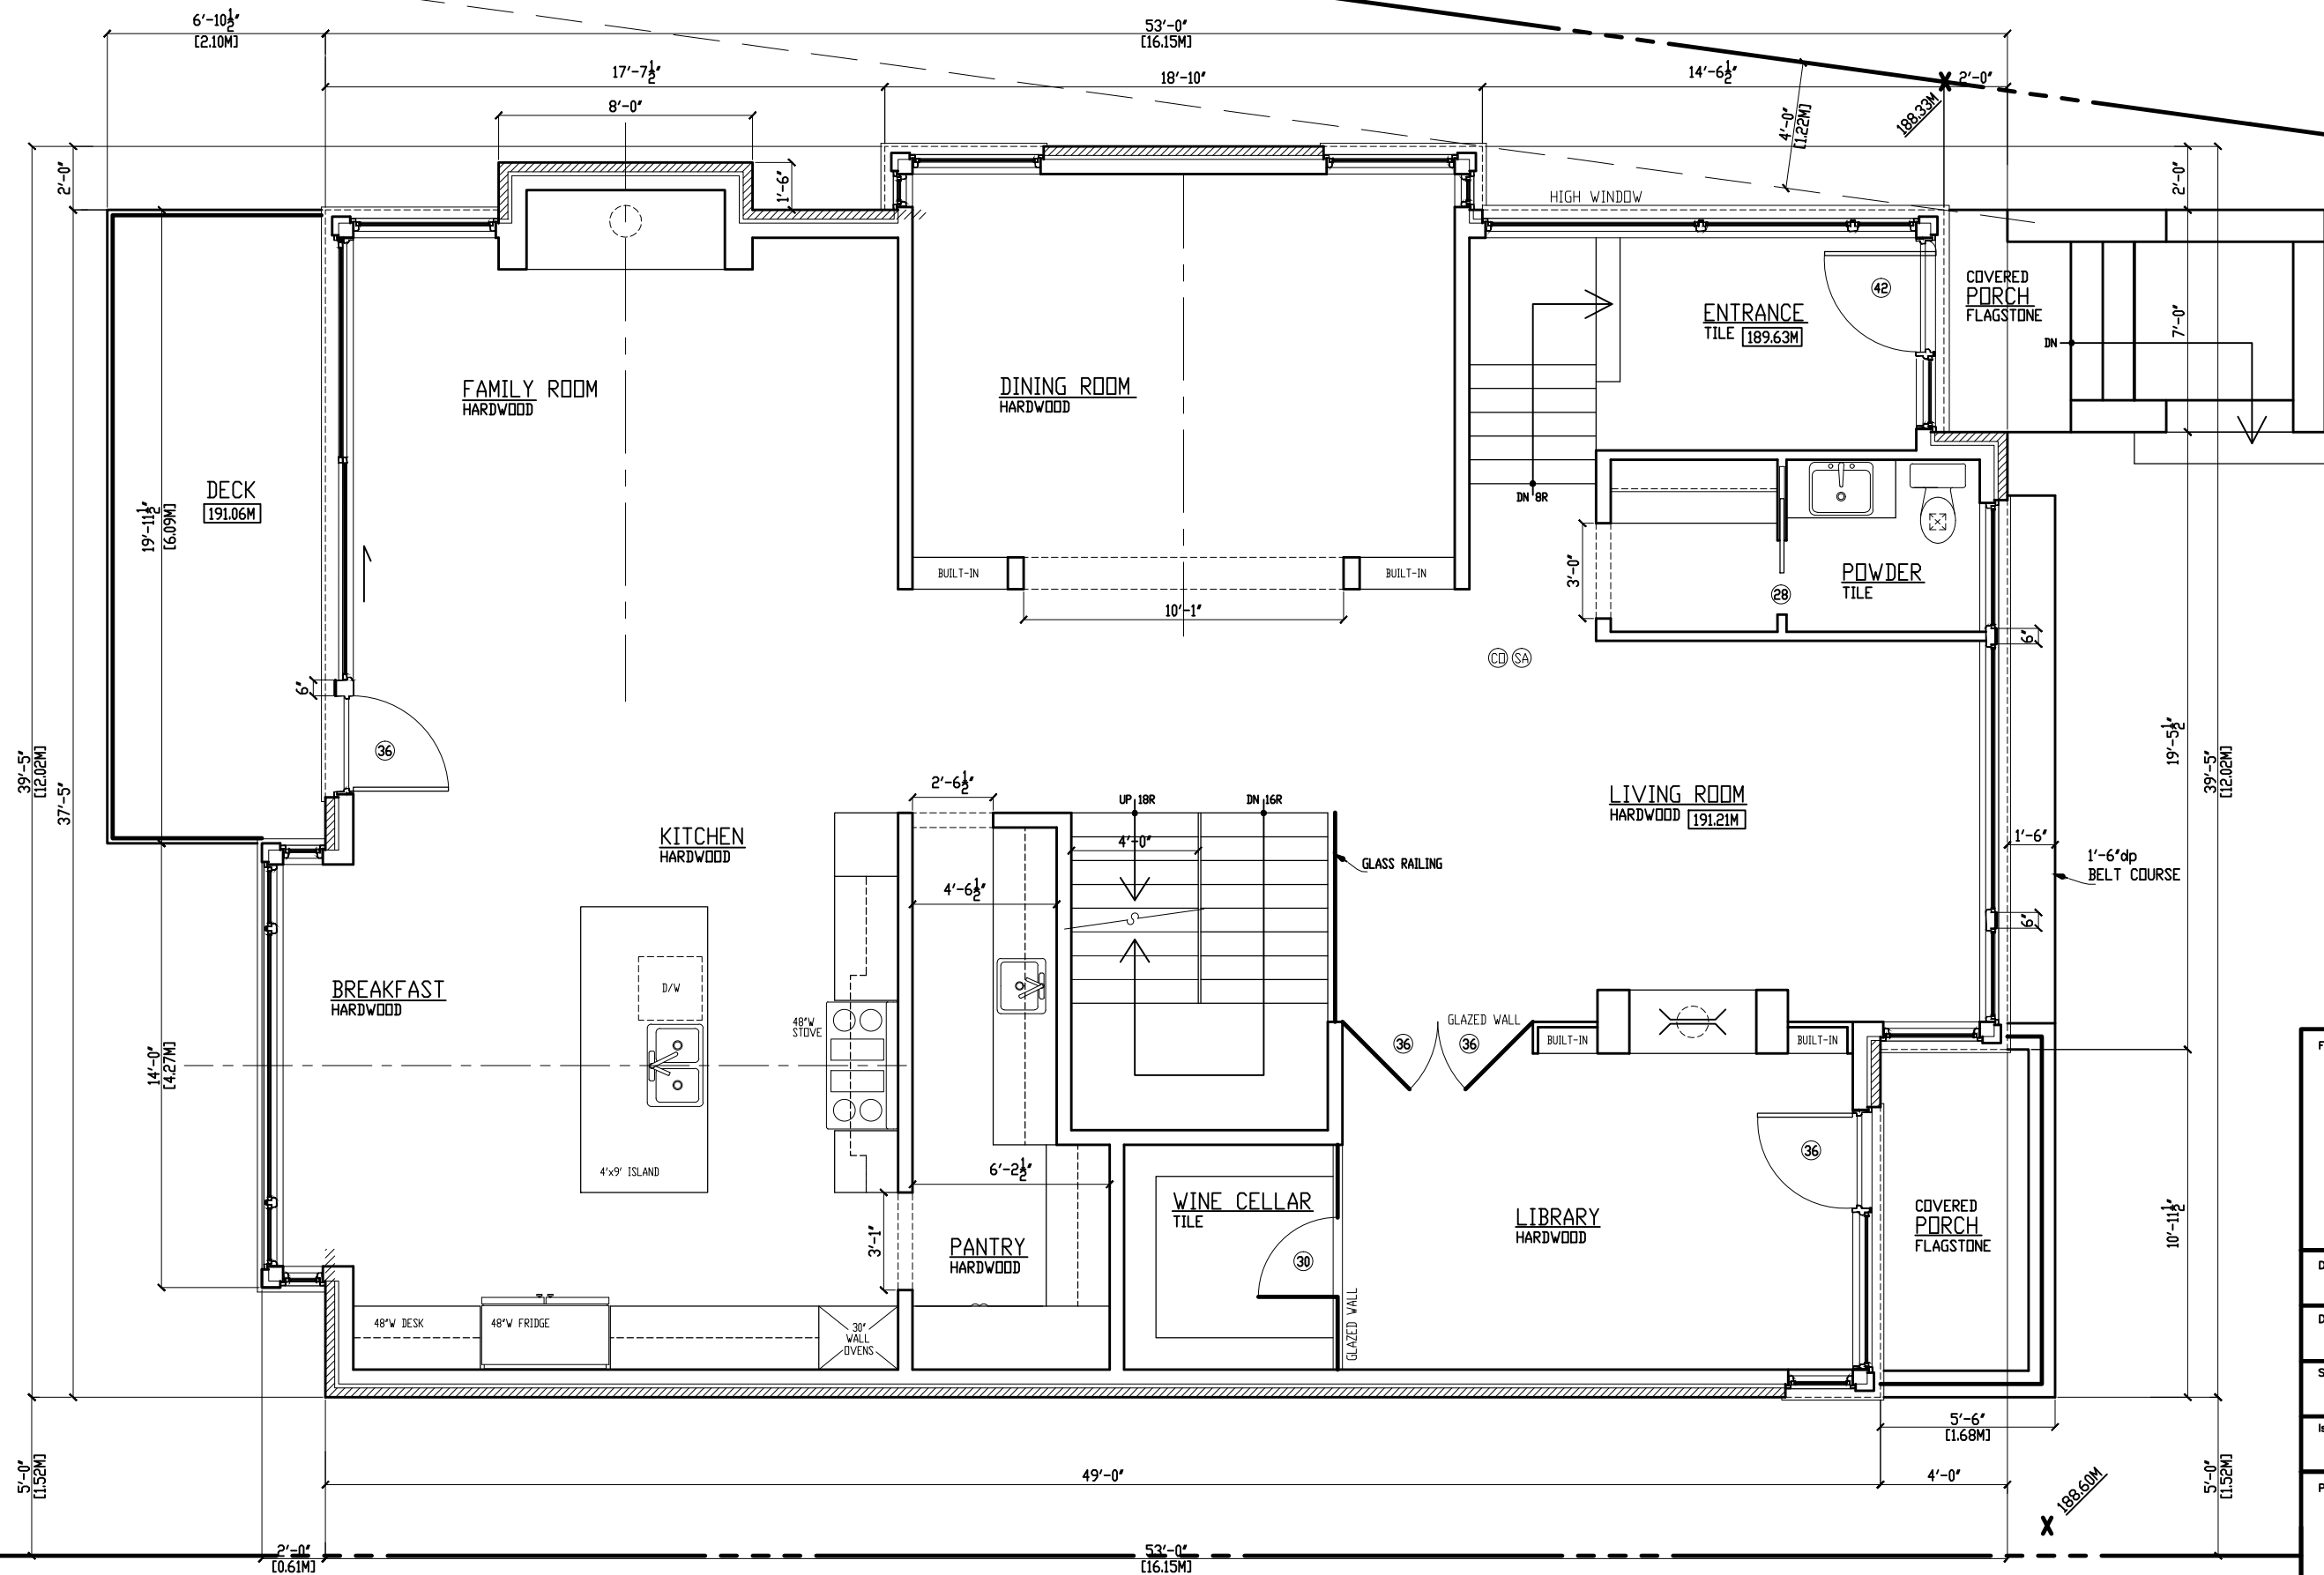 6'-10½"
[2.10M]
53'-0"
[16.15M]
17'-7½"
18'-10"
14'-6½"
2'-0"
8'-0"
4'-0"
[1.22M]
188.33M
2'-0"
1'-6"
2'-0"
HIGH WINDOW
42
COVERED
PORCH
FLAGSTONE
ENTRANCE
TILE 189.63M
7'-0"
DN
FAMILY ROOM
HARDWOOD
DINING ROOM
HARDWOOD
DECK
191.06M
19'-11½"
[6.09M]
DN 8R
BUILT-IN
BUILT-IN
3'-0"
28
POWDER
TILE
10'-1"
6"
CO
SA
6"
36
39'-5"
[12.02M]
37'-5"
19'-5½"
39'-5"
[12.02M]
2'-6½"
UP 18R
DN 16R
LIVING ROOM
HARDWOOD 191.21M
KITCHEN
HARDWOOD
4'-0"
GLASS RAILING
1'-6"
1'-6"dp
BELT COURSE
4'-6½"
6"
S
BREAKFAST
HARDWOOD
D/W
48"W
STOVE
GLAZED WALL
36
36
BUILT-IN
BUILT-IN
14'-0"
[4.27M]
4'x9' ISLAND
6'-2½"
36
WINE CELLAR
TILE
LIBRARY
HARDWOOD
COVERED
PORCH
FLAGSTONE
10'-11½"
3'-1"
PANTRY
HARDWOOD
30
GLAZED WALL
48"W DESK
48"W FRIDGE
30"
WALL
OVENS
5'-6"
[1.68M]
5'-0"
[1.52M]
49'-0"
4'-0"
5'-0"
[1.52M]
188.60M
2'-0"
[0.61M]
53'-0"
[16.15M]